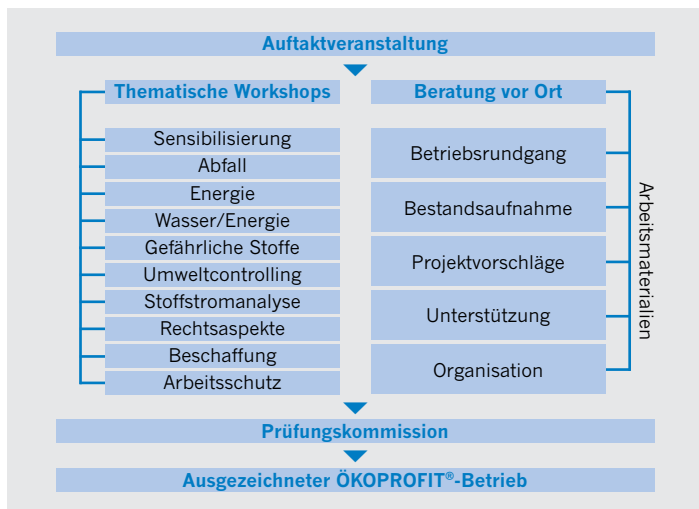 Auftaktveranstaltung
Thematische Workshops
Sensibilisierung
Abfall
Energie
Wasser/Energie
Gefährliche Stoffe
Umweltcontrolling
Stoffstromanalyse
Rechtsaspekte
Beschaffung
Arbeitsschutz
Beratung vor Ort
Betriebsrundgang
Bestandsaufnahme
Projektvorschläge
Unterstützung
Organisation
Arbeitsmaterialien
Prüfungskommission
Ausgezeichneter ÖKOPROFIT®-Betrieb